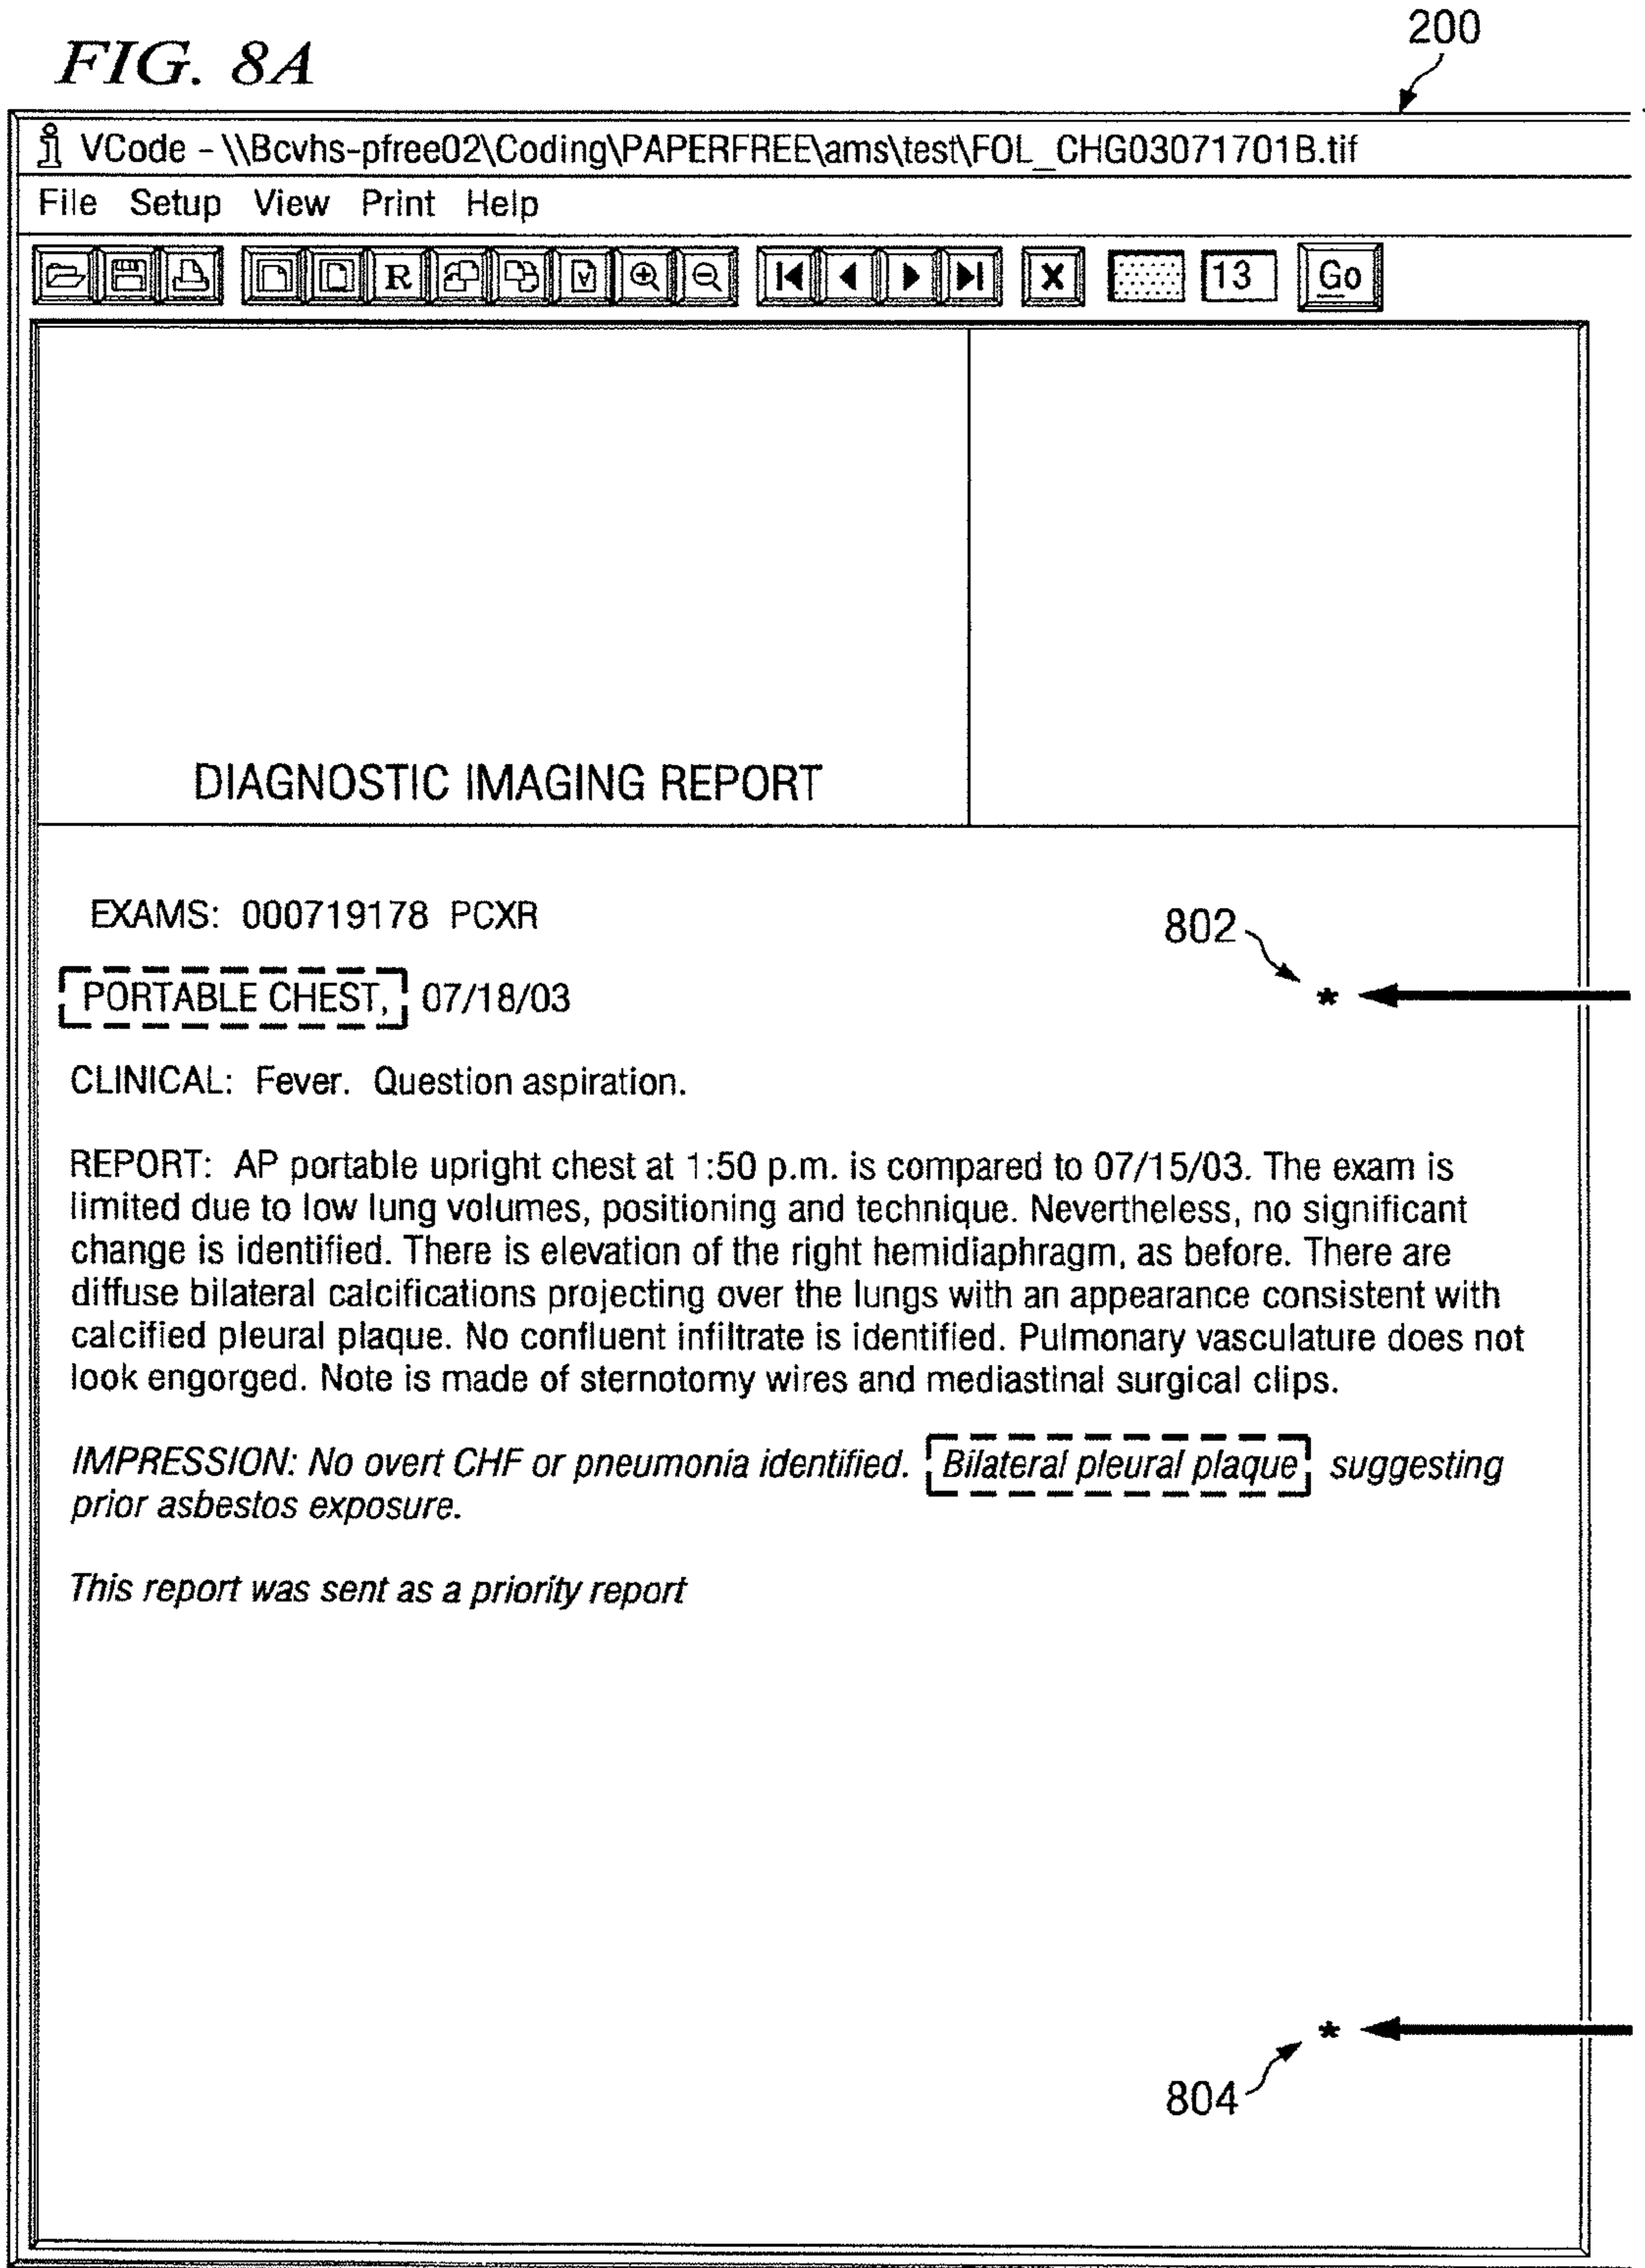 FIG. 8A
200
VCode - \\Bcvhs-pfree02\Coding\PAPERFREE\ams\test\FOL_CHG03071701B.tif
File Setup View Print Help
R A X 13 Go
DIAGNOSTIC IMAGING REPORT
EXAMS: 000719178 PCXR
802
PORTABLE CHEST, 07/18/03 *
CLINICAL: Fever. Question aspiration.
REPORT: AP portable upright chest at 1:50 p.m. is compared to 07/15/03. The exam is
limited due to low lung volumes, positioning and technique. Nevertheless, no significant
change is identified. There is elevation of the right hemidiaphragm, as before. There are
diffuse bilateral calcifications projecting over the lungs with an appearance consistent with
calcified pleural plaque. No confluent infiltrate is identified. Pulmonary vasculature does not
look engorged. Note is made of sternotomy wires and mediastinal surgical clips.
IMPRESSION: No overt CHF or pneumonia identified. Bilateral pleural plaque suggesting
prior asbestos exposure.
This report was sent as a priority report
*
804